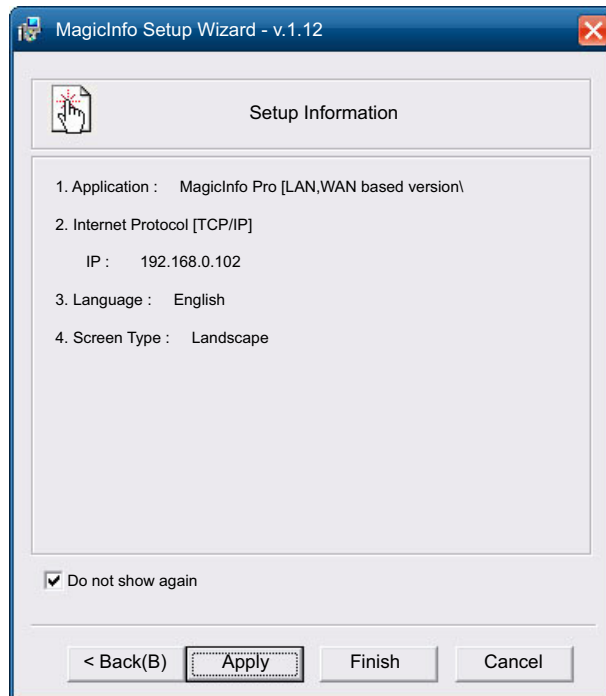 MagicInfo Setup Wizard - v.1.12
Setup Information
1. Application : MagicInfo Pro [LAN,WAN based version\
2. Internet Protocol [TCP/IP]
IP : 192.168.0.102
3. Language : English
4. Screen Type : Landscape
Do not show again
< Back(B) Apply Finish Cancel